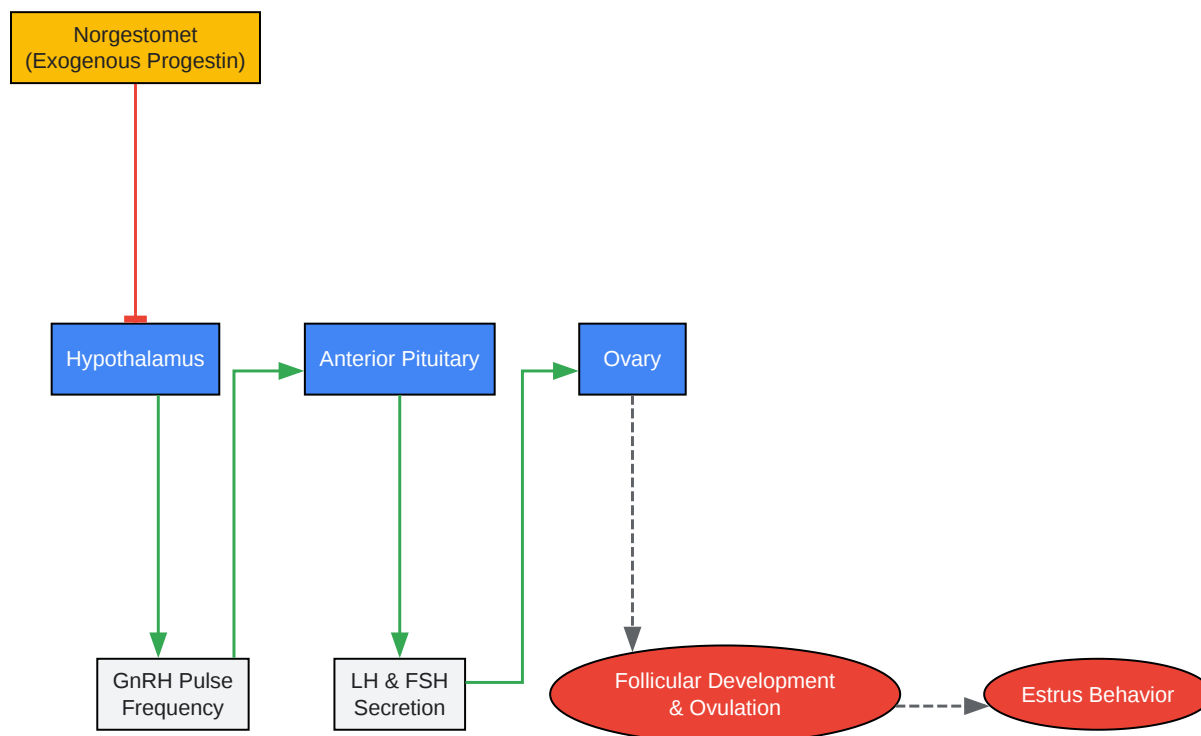 Norgestomet
(Exogenous Progestin)
Hypothalamus
Anterior Pituitary
Ovary
GnRH Pulse
Frequency
LH & FSH
Secretion
Follicular Development
& Ovulation
Estrus Behavior